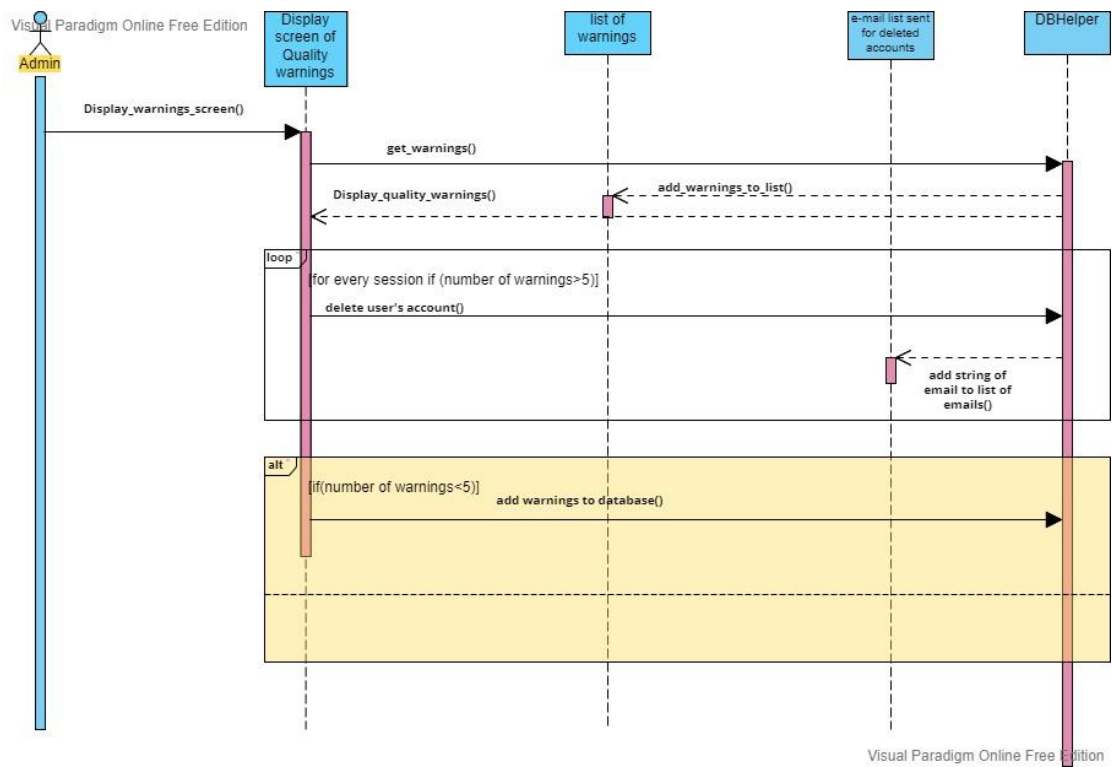 Visual Paradigm Online Free Edition
Admin
Display
screen of
Quality
warnings
list of
warnings
e-mail list sent
for deleted
accounts
DBHelper
Display_warnings_screen()
get_warnings()
add_warnings_to_list()
Display_quality_warnings()
loop
[for every session if (number of warnings>5)]
delete user's account()
add string of
email to list of
emails()
alt
[if(number of warnings<5)]
add warnings to database()
Visual Paradigm Online Free Edition